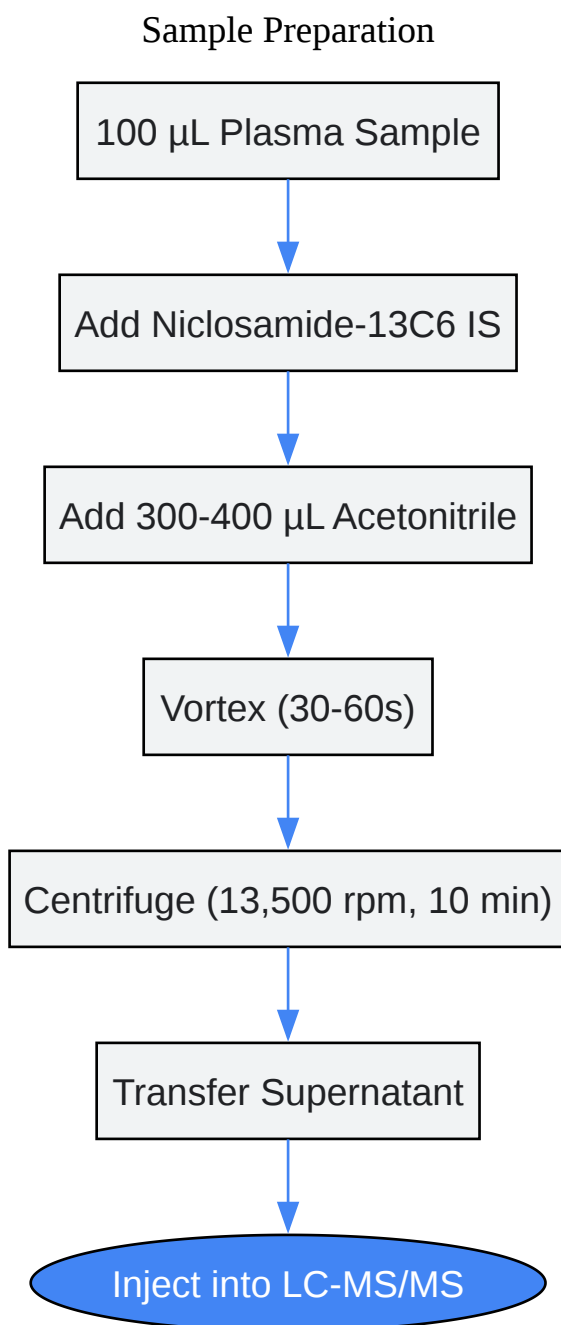 Sample Preparation
100 µL Plasma Sample
Add Niclosamide-13C6 IS
Add 300-400 µL Acetonitrile
Vortex (30-60s)
Centrifuge (13,500 rpm, 10 min)
Transfer Supernatant
Inject into LC-MS/MS